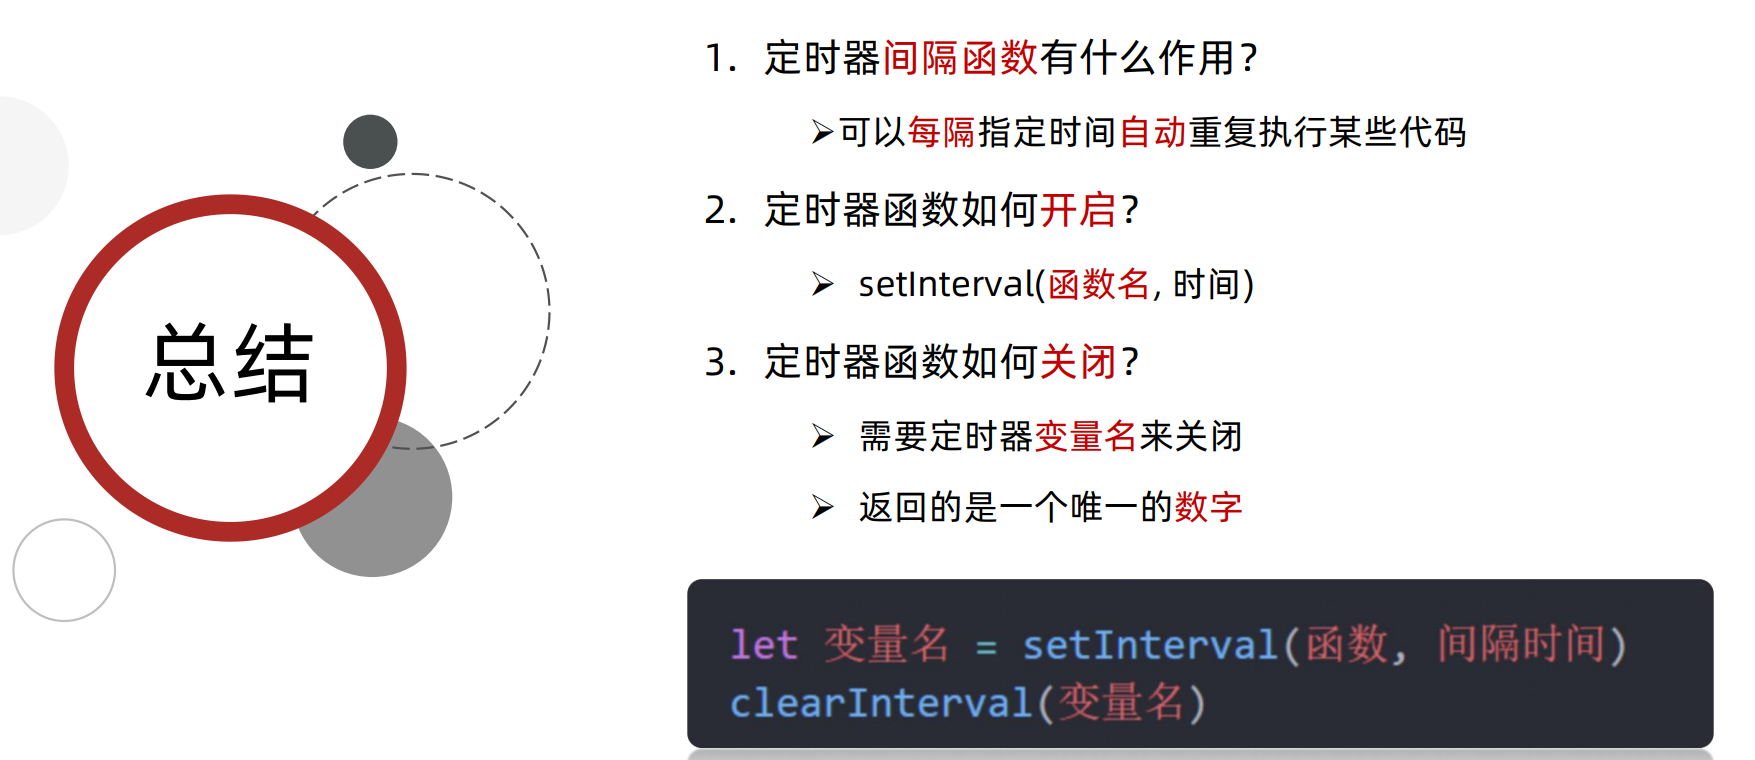 总结
1. 定时器间隔函数有什么作用?
➢可以每隔指定时间自动重复执行某些代码
2. 定时器函数如何开启?
➢ setInterval(函数名, 时间)
3. 定时器函数如何关闭?
➢ 需要定时器变量名来关闭
➢ 返回的是一个唯一的数字
let 变量名 = setInterval(函数, 间隔时间)
clearInterval(变量名)